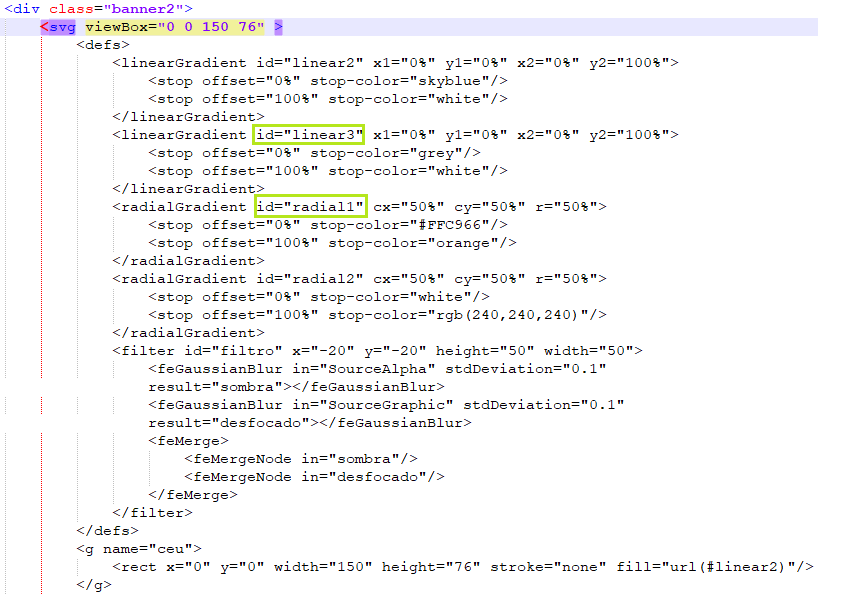 <div class="banner2">
<svg viewBox="0 0 150 76" >
<defs>
<linearGradient id="linear2" x1="0%" y1="0%" x2="0%" y2="100%">
<stop offset="0%" stop-color="skyblue"/>
<stop offset="100%" stop-color="white"/>
</linearGradient>
<linearGradient id="linear3" x1="0%" y1="0%" x2="0%" y2="100%">
<stop offset="0%" stop-color="grey"/>
<stop offset="100%" stop-color="white"/>
</linearGradient>
<radialGradient id="radial1" cx="50%" cy="50%" r="50%">
<stop offset="0%" stop-color="#FFC966"/>
<stop offset="100%" stop-color="orange"/>
</radialGradient>
<radialGradient id="radial2" cx="50%" cy="50%" r="50%">
<stop offset="0%" stop-color="white"/>
<stop offset="100%" stop-color="rgb(240,240,240)"/>
</radialGradient>
<filter id="filtro" x="-20" y="-20" height="50" width="50">
<feGaussianBlur in="SourceAlpha" stdDeviation="0.1"
result="sombra"></feGaussianBlur>
<feGaussianBlur in="SourceGraphic" stdDeviation="0.1"
result="desfocado"></feGaussianBlur>
<feMerge>
<feMergeNode in="sombra"/>
<feMergeNode in="desfocado"/>
</feMerge>
</filter>
</defs>
<g name="ceu">
<rect x="0" y="0" width="150" height="76" stroke="none" fill="url(#linear2)"/>
</g>